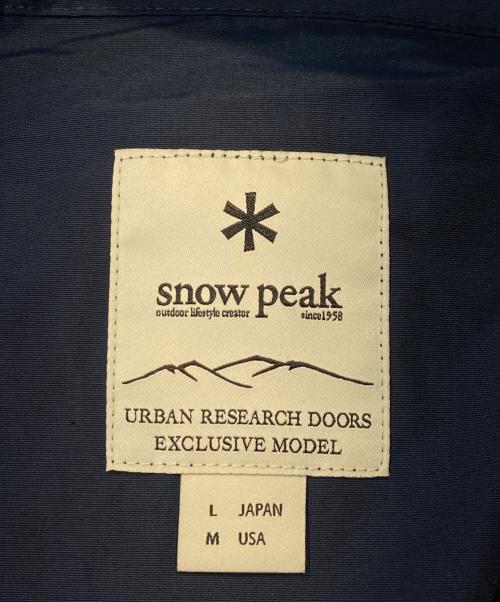 snow peak
outdoor lifestyle creator since1958
URBAN RESEARCH DOORS
EXCLUSIVE MODEL
L JAPAN
M USA